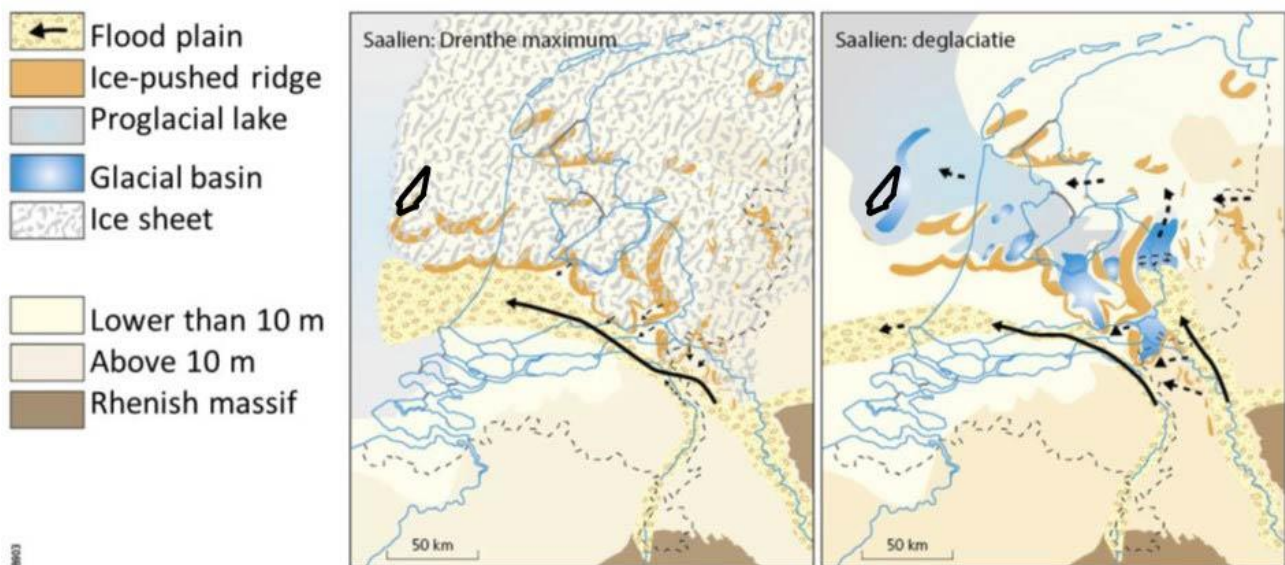 Flood plain
Ice-pushed ridge
Proglacial lake
Glacial basin
Ice sheet
Lower than 10 m
Above 10 m
Rhenish massif
Saalien: Drenthe maximum
50 km
Saalien: deglaciatie
50 km